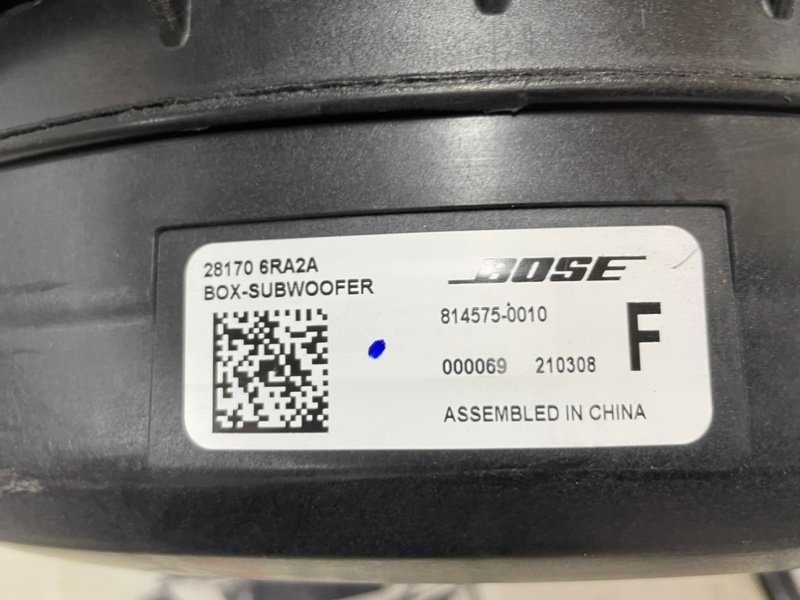 28170 6RA2A
BOX-SUBWOOFER
BOSE
814575-0010
000069 210308
F
ASSEMBLED IN CHINA